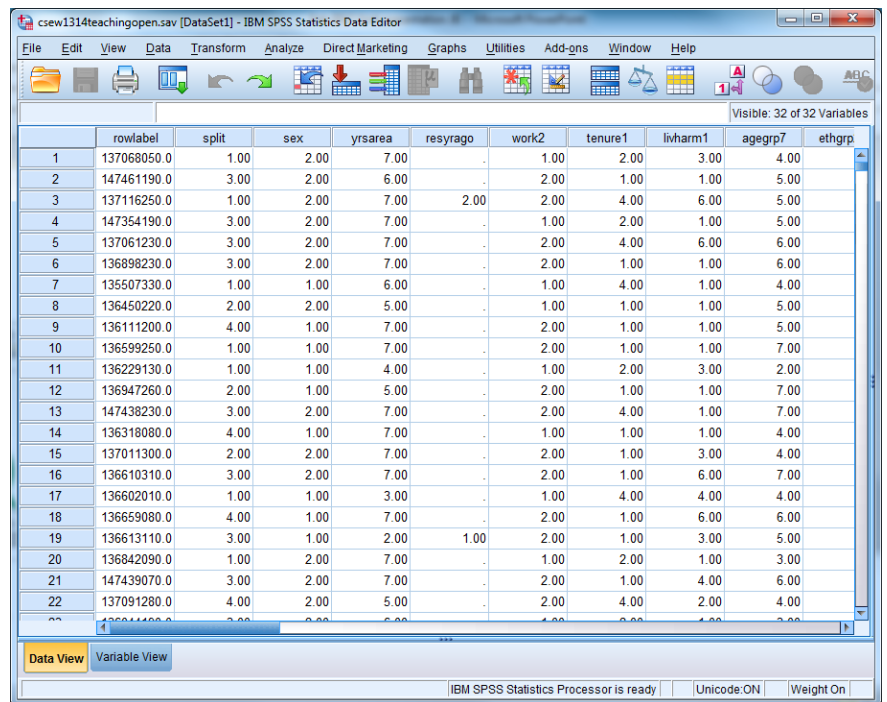 csew1314teachingopen.sav [DataSet1] - IBM SPSS Statistics Data Editor
File Edit View Data Transform Analyze Direct Marketing Graphs Utilities Add-ons Window Help
Visible: 32 of 32 Variables
rowlabel split sex yrsarea resyrago work2 tenure1 livharm1 agegrp7 ethgrp
1 137068050.0 1.00 2.00 7.00 . 1.00 2.00 3.00 4.00
2 147461190.0 3.00 2.00 6.00 . 2.00 1.00 1.00 5.00
3 137116250.0 1.00 2.00 7.00 2.00 2.00 4.00 6.00 5.00
4 147354190.0 3.00 2.00 7.00 . 1.00 2.00 1.00 5.00
5 137061230.0 3.00 2.00 7.00 . 2.00 4.00 6.00 6.00
6 136898230.0 3.00 2.00 7.00 . 2.00 1.00 1.00 6.00
7 135507330.0 1.00 1.00 6.00 . 1.00 4.00 1.00 4.00
8 136450220.0 2.00 2.00 5.00 . 2.00 1.00 1.00 5.00
9 136111200.0 4.00 1.00 7.00 . 2.00 1.00 1.00 5.00
10 136599250.0 1.00 1.00 7.00 . 2.00 1.00 1.00 7.00
11 136229130.0 1.00 1.00 4.00 . 1.00 2.00 3.00 2.00
12 136947260.0 2.00 1.00 5.00 . 2.00 1.00 1.00 7.00
13 147438230.0 3.00 2.00 7.00 . 2.00 4.00 1.00 7.00
14 136318080.0 4.00 1.00 7.00 . 1.00 1.00 1.00 4.00
15 137011300.0 2.00 2.00 7.00 . 2.00 1.00 3.00 4.00
16 136610310.0 3.00 2.00 7.00 . 2.00 1.00 6.00 7.00
17 136602010.0 1.00 1.00 3.00 . 1.00 4.00 4.00 4.00
18 136659080.0 4.00 1.00 7.00 . 2.00 1.00 6.00 6.00
19 136613110.0 3.00 1.00 2.00 1.00 2.00 1.00 3.00 5.00
20 136842090.0 1.00 2.00 7.00 . 1.00 2.00 1.00 3.00
21 147439070.0 3.00 2.00 7.00 . 2.00 1.00 4.00 6.00
22 137091280.0 4.00 2.00 5.00 . 2.00 4.00 2.00 4.00
Data View Variable View
IBM SPSS Statistics Processor is ready Unicode:ON Weight On